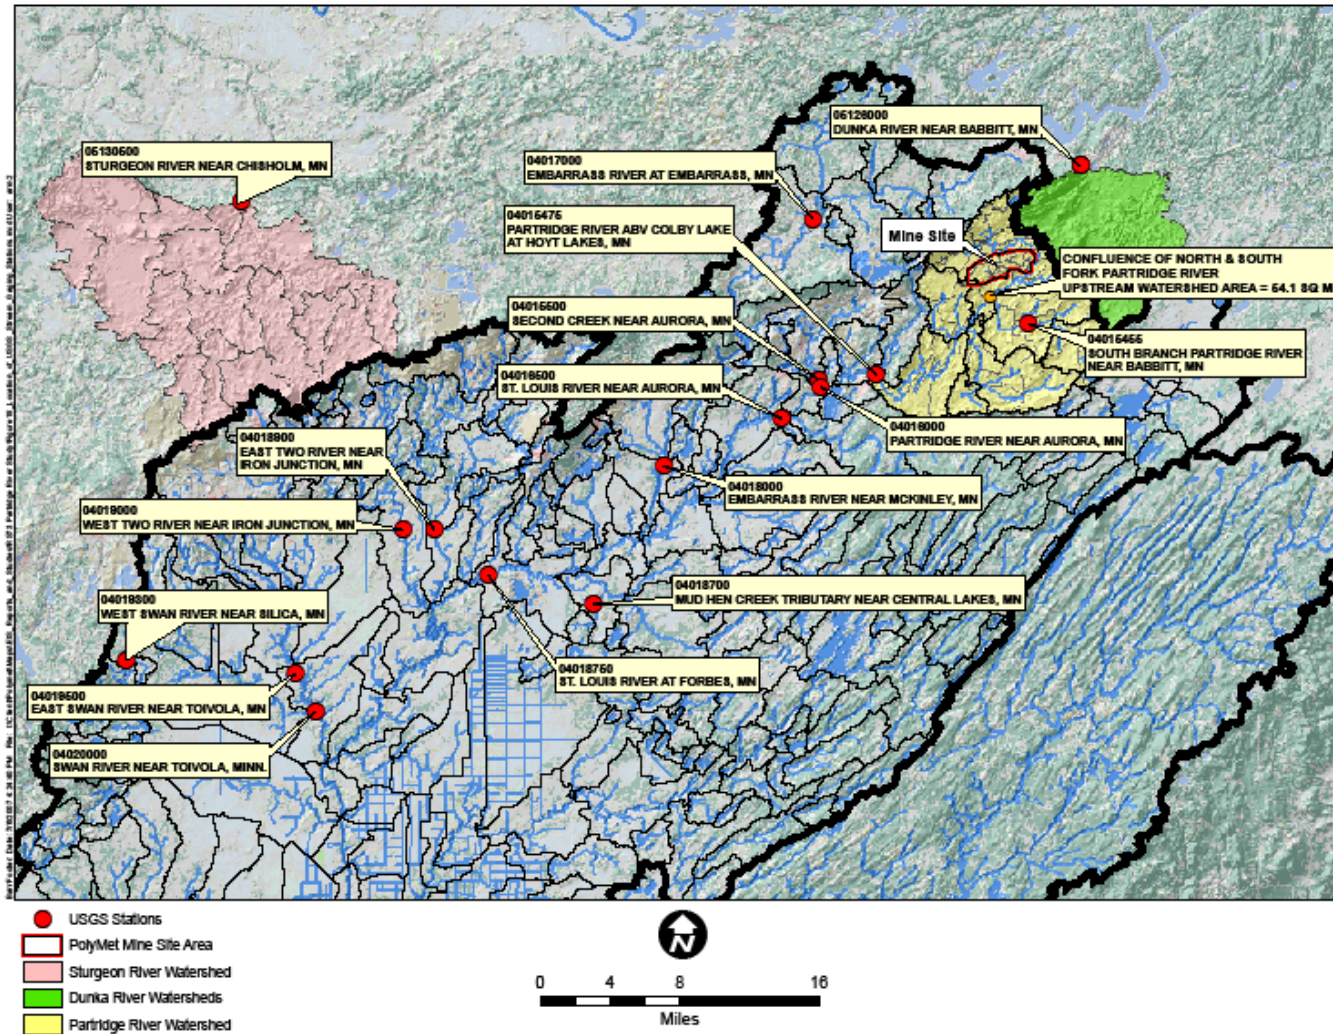 05126000
DUNKA RIVER NEAR BABBITT, MN
05130500
STURGEON RIVER NEAR CHISHOLM, MN
04017000
EMBARRASS RIVER AT EMBARRASS, MN
04015475
PARTRIDGE RIVER ABV COLBY LAKE
AT HOYT LAKES, MN
Mine Site
CONFLUENCE OF NORTH & SOUTH
FORK PARTRIDGE RIVER
UPSTREAM WATERSHED AREA = 54.1 SQ M
04015500
SECOND CREEK NEAR AURORA, MN
04015455
SOUTH BRANCH PARTRIDGE RIVER
NEAR BABBITT, MN
04016500
ST. LOUIS RIVER NEAR AURORA, MN
04016000
PARTRIDGE RIVER NEAR AURORA, MN
04018900
EAST TWO RIVER NEAR
IRON JUNCTION, MN
04018000
EMBARRASS RIVER NEAR MCKINLEY, MN
04019000
WEST TWO RIVER NEAR IRON JUNCTION, MN
04018700
MUD HEN CREEK TRIBUTARY NEAR CENTRAL LAKES, MN
04019300
WEST SWAN RIVER NEAR SILICA, MN
04018750
ST. LOUIS RIVER AT FORBES, MN
04019500
EAST SWAN RIVER NEAR TOIVOLA, MN
04020000
SWAN RIVER NEAR TOIVOLA, MINN.
USGS Stations
PolyMet Mine Site Area
Sturgeon River Watershed
Dunka River Watersheds
Partridge River Watershed
N
0 4 8 16
Miles